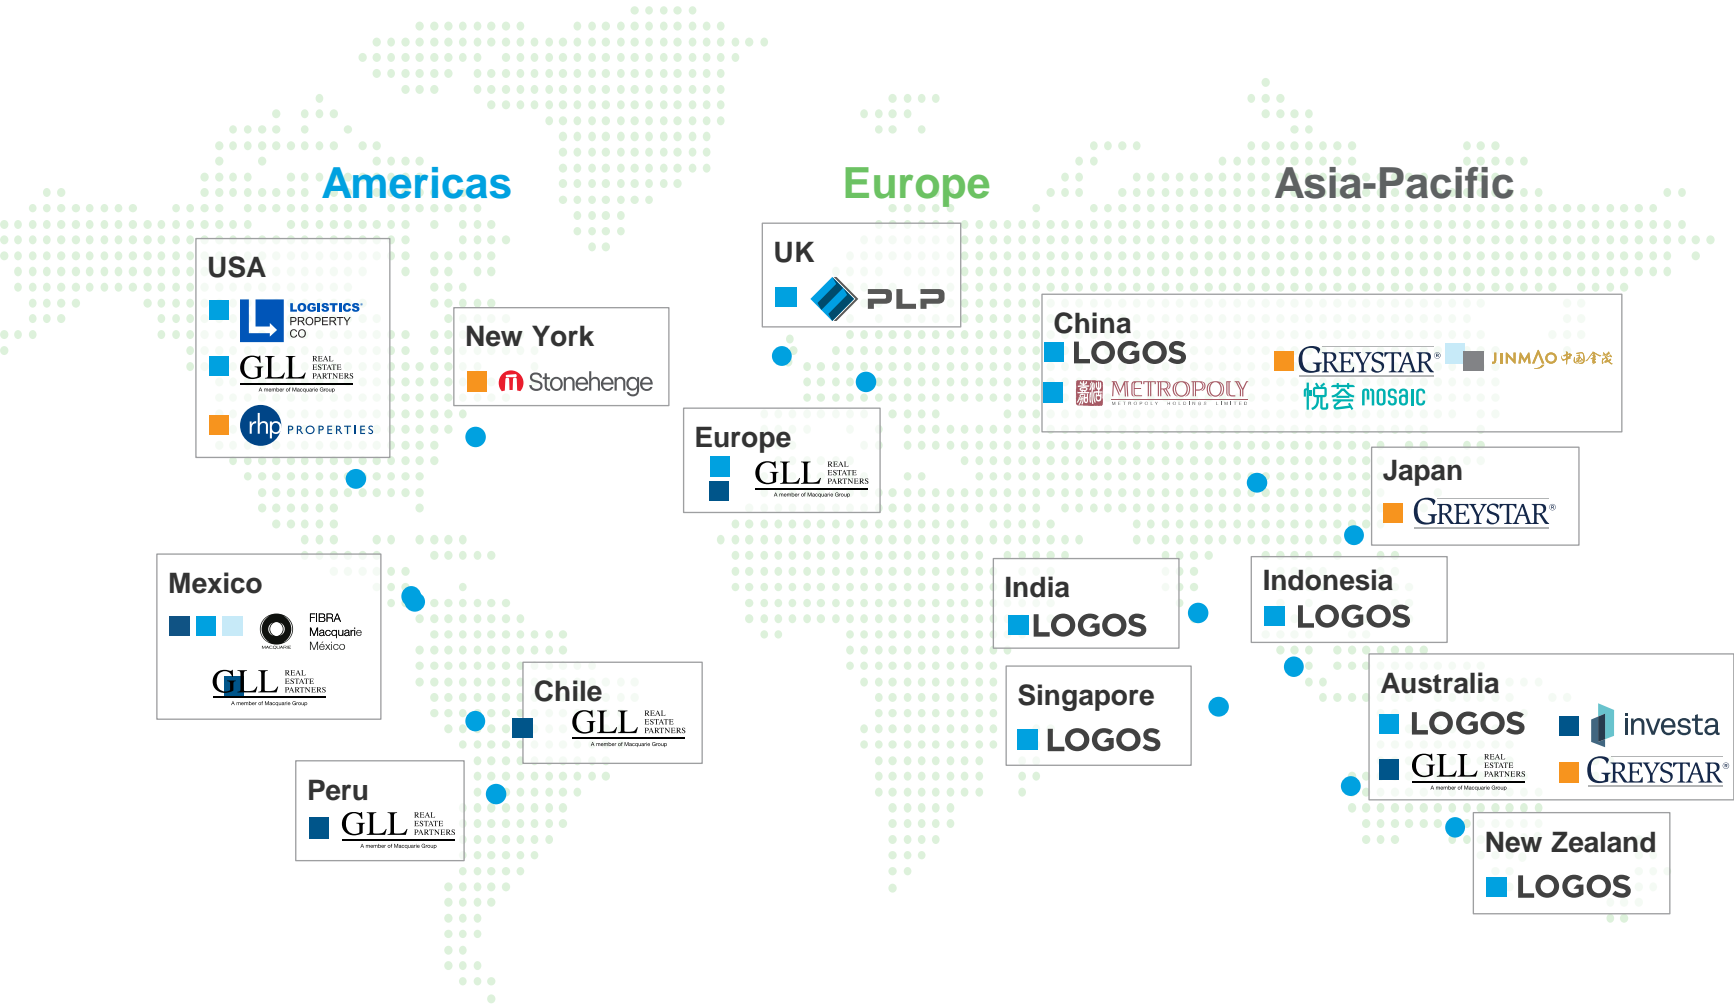 Americas
Europe
Asia-Pacific
USA
LOGISTICS
PROPERTY
CO
GLL REAL
ESTATE
PARTNERS
A member of Macquarie Group
rhp PROPERTIES
New York
Stonehenge
UK
PLP
Europe
GLL REAL
ESTATE
PARTNERS
A member of Macquarie Group
China
LOGOS
METROPOLY
METROPOLY HOLDINGS LIMITED
GREYSTAR®
悦荟 mosaic
JINMAO 中国金茂
Japan
GREYSTAR®
Mexico
MACQUARIE
FIBRA
Macquarie
México
GLL REAL
ESTATE
PARTNERS
A member of Macquarie Group
Chile
GLL REAL
ESTATE
PARTNERS
A member of Macquarie Group
Peru
GLL REAL
ESTATE
PARTNERS
A member of Macquarie Group
India
LOGOS
Indonesia
LOGOS
Singapore
LOGOS
Australia
LOGOS
investa
GLL REAL
ESTATE
PARTNERS
A member of Macquarie Group
GREYSTAR®
New Zealand
LOGOS